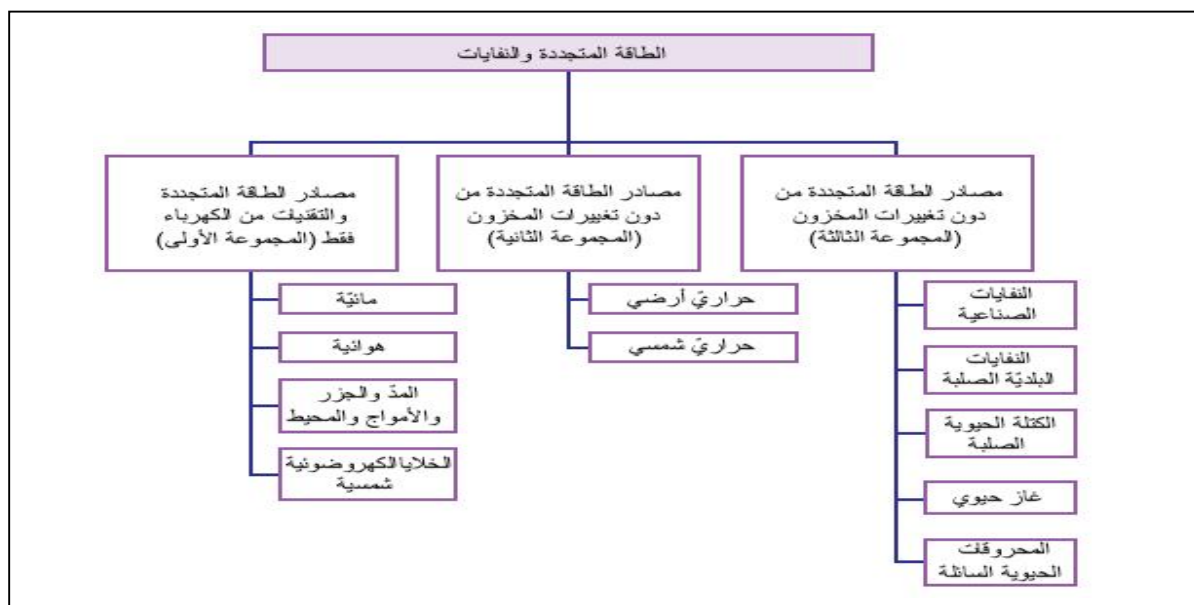 الطاقة المتجددة والنفايات
مصادر الطاقة المتجددة من
دون تغييرات المخزون
(المجموعة الثالثة)
مصادر الطاقة المتجددة من
دون تغييرات المخزون
(المجموعة الثانية)
مصادر الطاقة المتجددة
والتقنيات من الكهرباء
فقط (المجموعة الأولى)
النفايات
الصناعية
النفايات
البلديّة الصلبة
الكتلة الحيوية
الصلبة
غاز حيوي
المحروقات
الحيوية السائلة
حراريّ أرضي
حراريّ شمسي
مائيّة
هوائية
المدّ والجزر
والأمواج والمحيط
الخلايا الكهروضوئية
شمسية